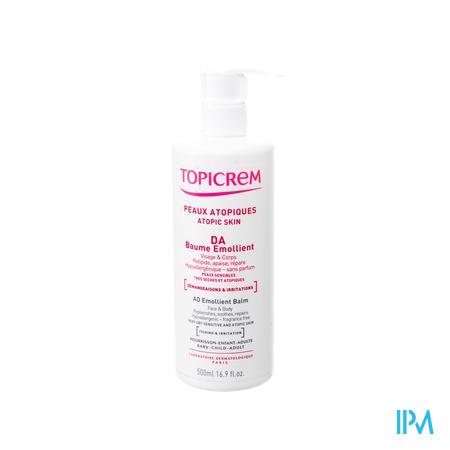 TOPICREM
PEAUX ATOPIQUES
ATOPIC SKIN
DA
Baume Emollient
Visage & Corps
Relipide, apaise, répare
Hypoallergénique - sans parfum
PEAUX SENSIBLES
TRÈS SÈCHES ET ATOPIQUES
[DÉMANGEAISONS & IRRITATIONS]
AD Emollient Balm
Face & Body
Replenishes, soothes, repairs
Hypoallergenic - fragrance free
VERY DRY SENSITIVE AND ATOPIC SKIN
[ITCHING & IRRITATION]
NOURRISSON-ENFANT-ADULTE
BABY-CHILD-ADULT
LABORATOIRE DERMATOLOGIQUE
PARIS
500ml 16.9 fl.oz.
IPM